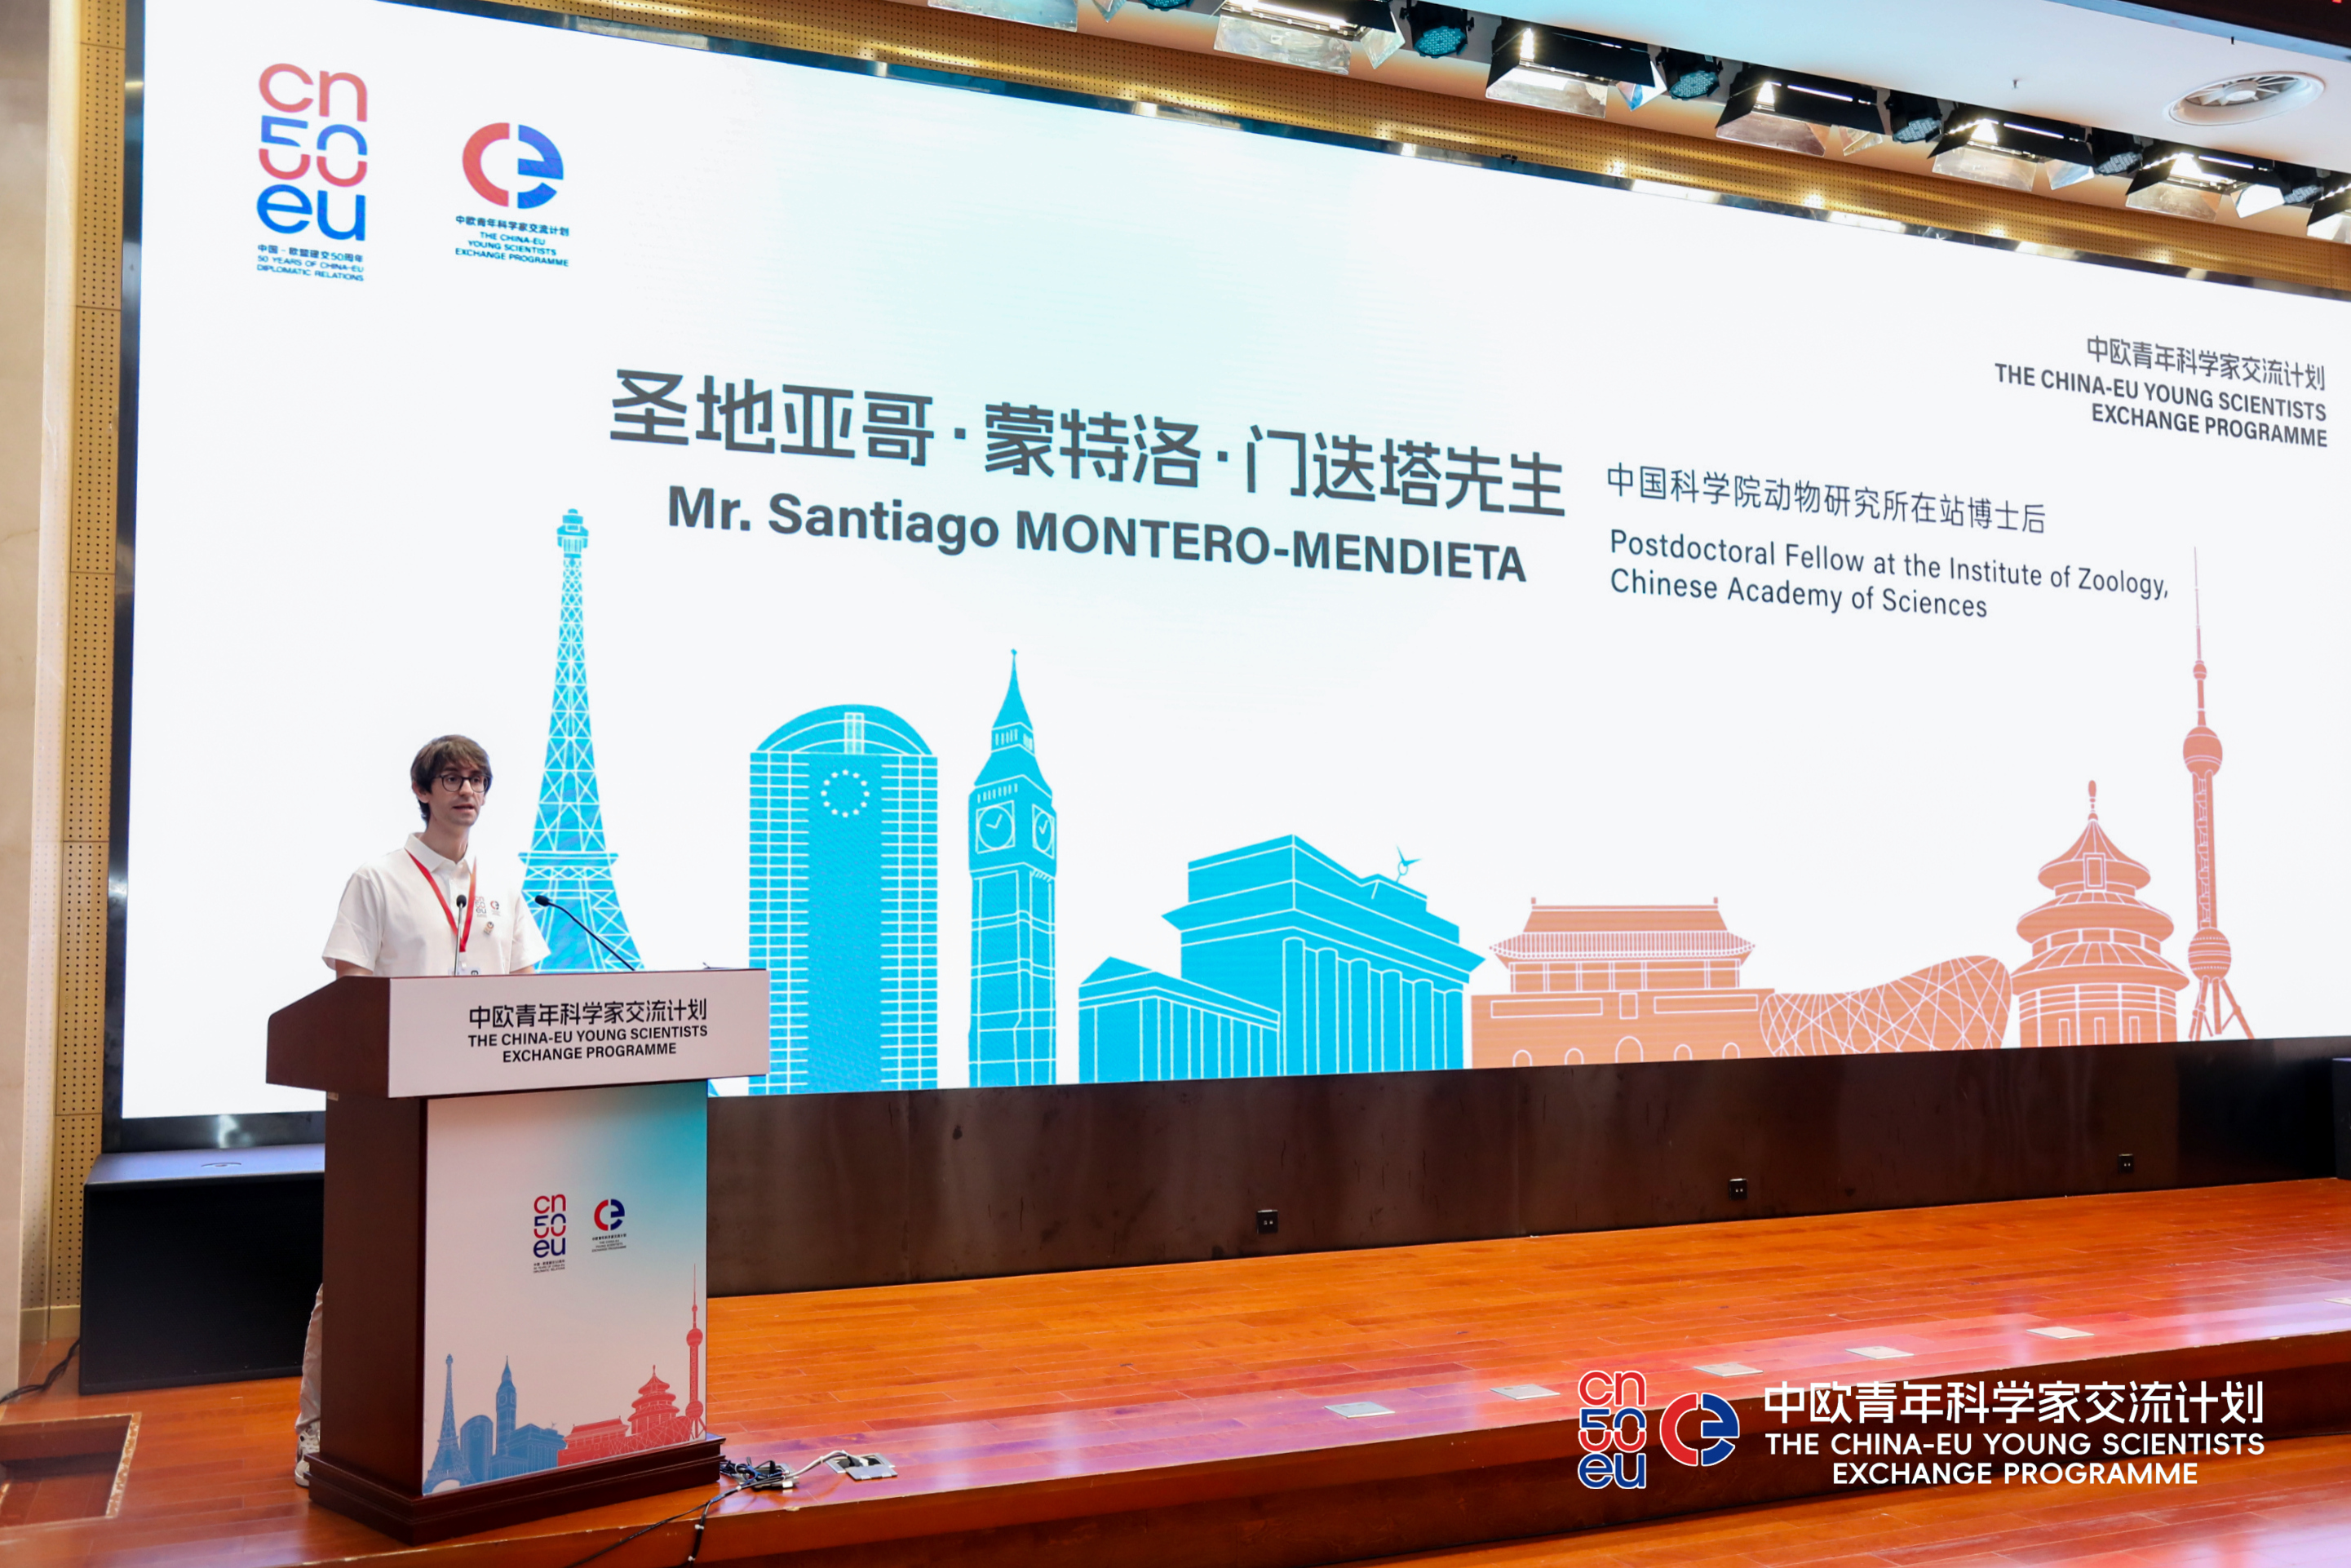 cn
50
eu
中国－欧盟建交50周年
50 YEARS OF CHINA-EU
DIPLOMATIC RELATIONS
中欧青年科学家交流计划
THE CHINA-EU
YOUNG SCIENTISTS
EXCHANGE PROGRAMME
中欧青年科学家交流计划
THE CHINA-EU YOUNG SCIENTISTS
EXCHANGE PROGRAMME
圣地亚哥·蒙特洛·门迭塔先生
Mr. Santiago MONTERO-MENDIETA
中国科学院动物研究所在站博士后
Postdoctoral Fellow at the Institute of Zoology,
Chinese Academy of Sciences
中欧青年科学家交流计划
THE CHINA-EU YOUNG SCIENTISTS
EXCHANGE PROGRAMME
cn
50
eu
cn
50
eu
中欧青年科学家交流计划
THE CHINA-EU YOUNG SCIENTISTS
EXCHANGE PROGRAMME